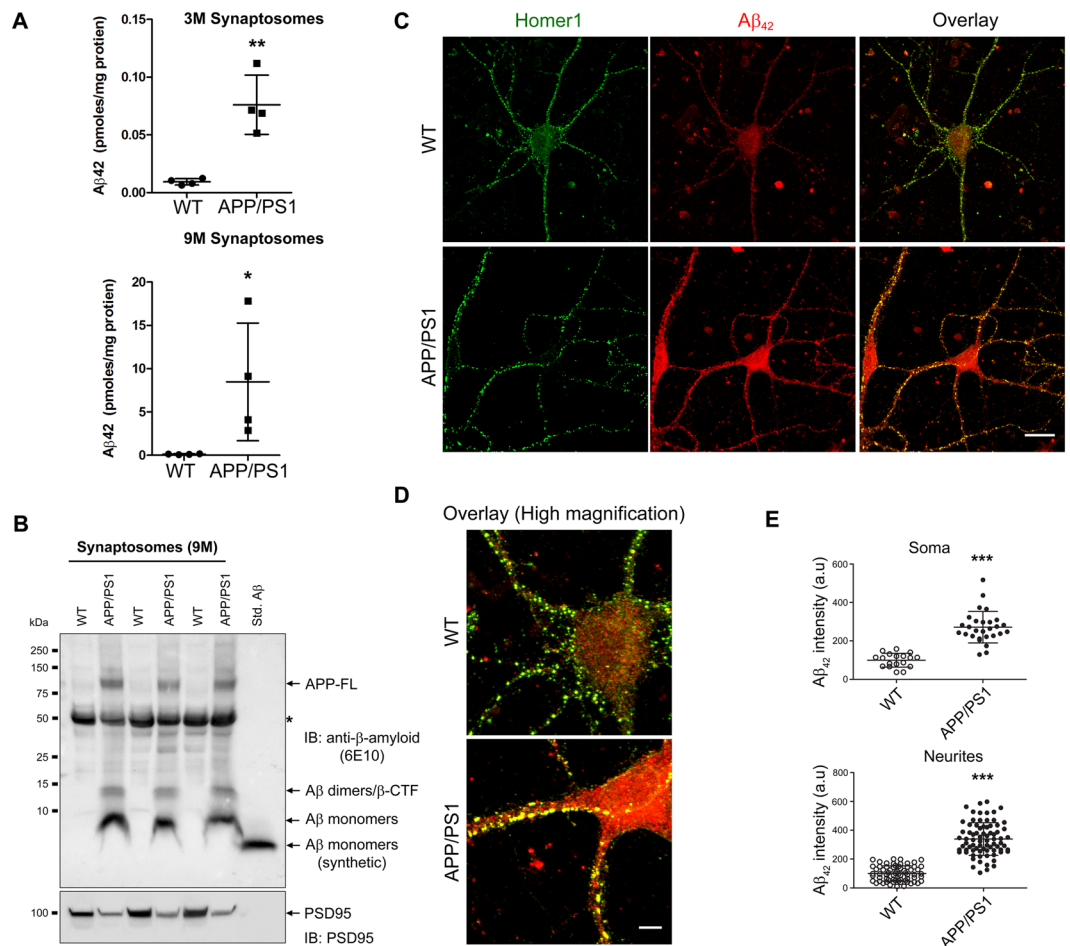 A
3M Synaptosomes
**
Aβ42 (pmoles/mg protien)
0.15
0.10
0.05
0.00
WT
APP/PS1
9M Synaptosomes
*
Aβ42 (pmoles/mg protien)
20
15
10
5
0
WT
APP/PS1
B
Synaptosomes (9M)
WT
APP/PS1
WT
APP/PS1
WT
APP/PS1
Std. Aβ
kDa
250
150
75
50
25
15
10
APP-FL
*
IB: anti-β-amyloid
(6E10)
Aβ dimers/β-CTF
Aβ monomers
Aβ monomers
(synthetic)
100
PSD95
IB: PSD95
C
Homer1
Aβ42
Overlay
WT
APP/PS1
D
Overlay (High magnification)
WT
APP/PS1
E
Soma
***
Aβ42 intensity (a.u)
600
400
200
0
WT
APP/PS1
Neurites
***
Aβ42 intensity (a.u)
800
600
400
200
0
WT
APP/PS1